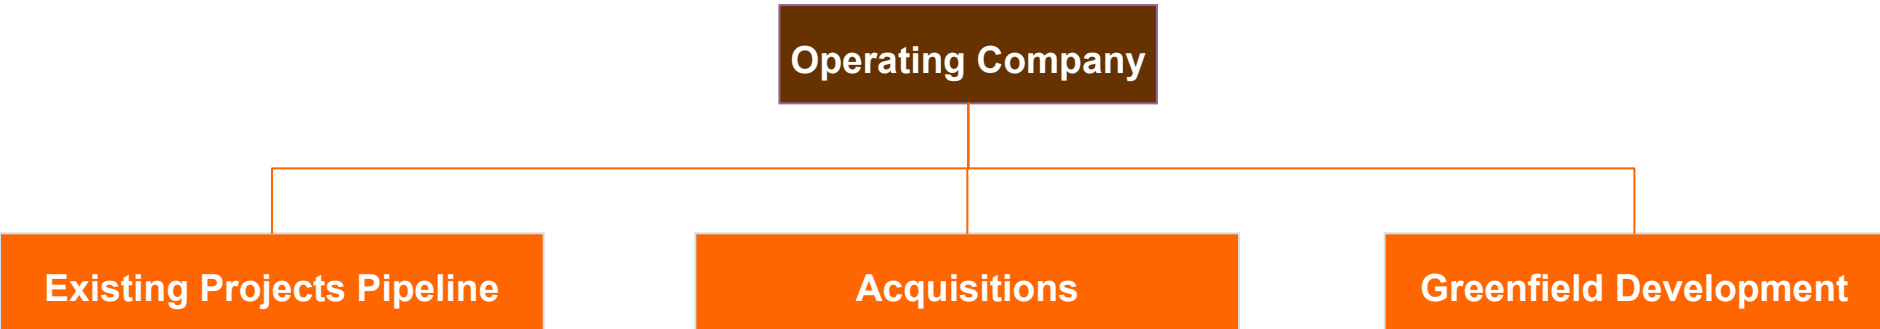 Operating Company
Existing Projects Pipeline
Acquisitions
Greenfield Development